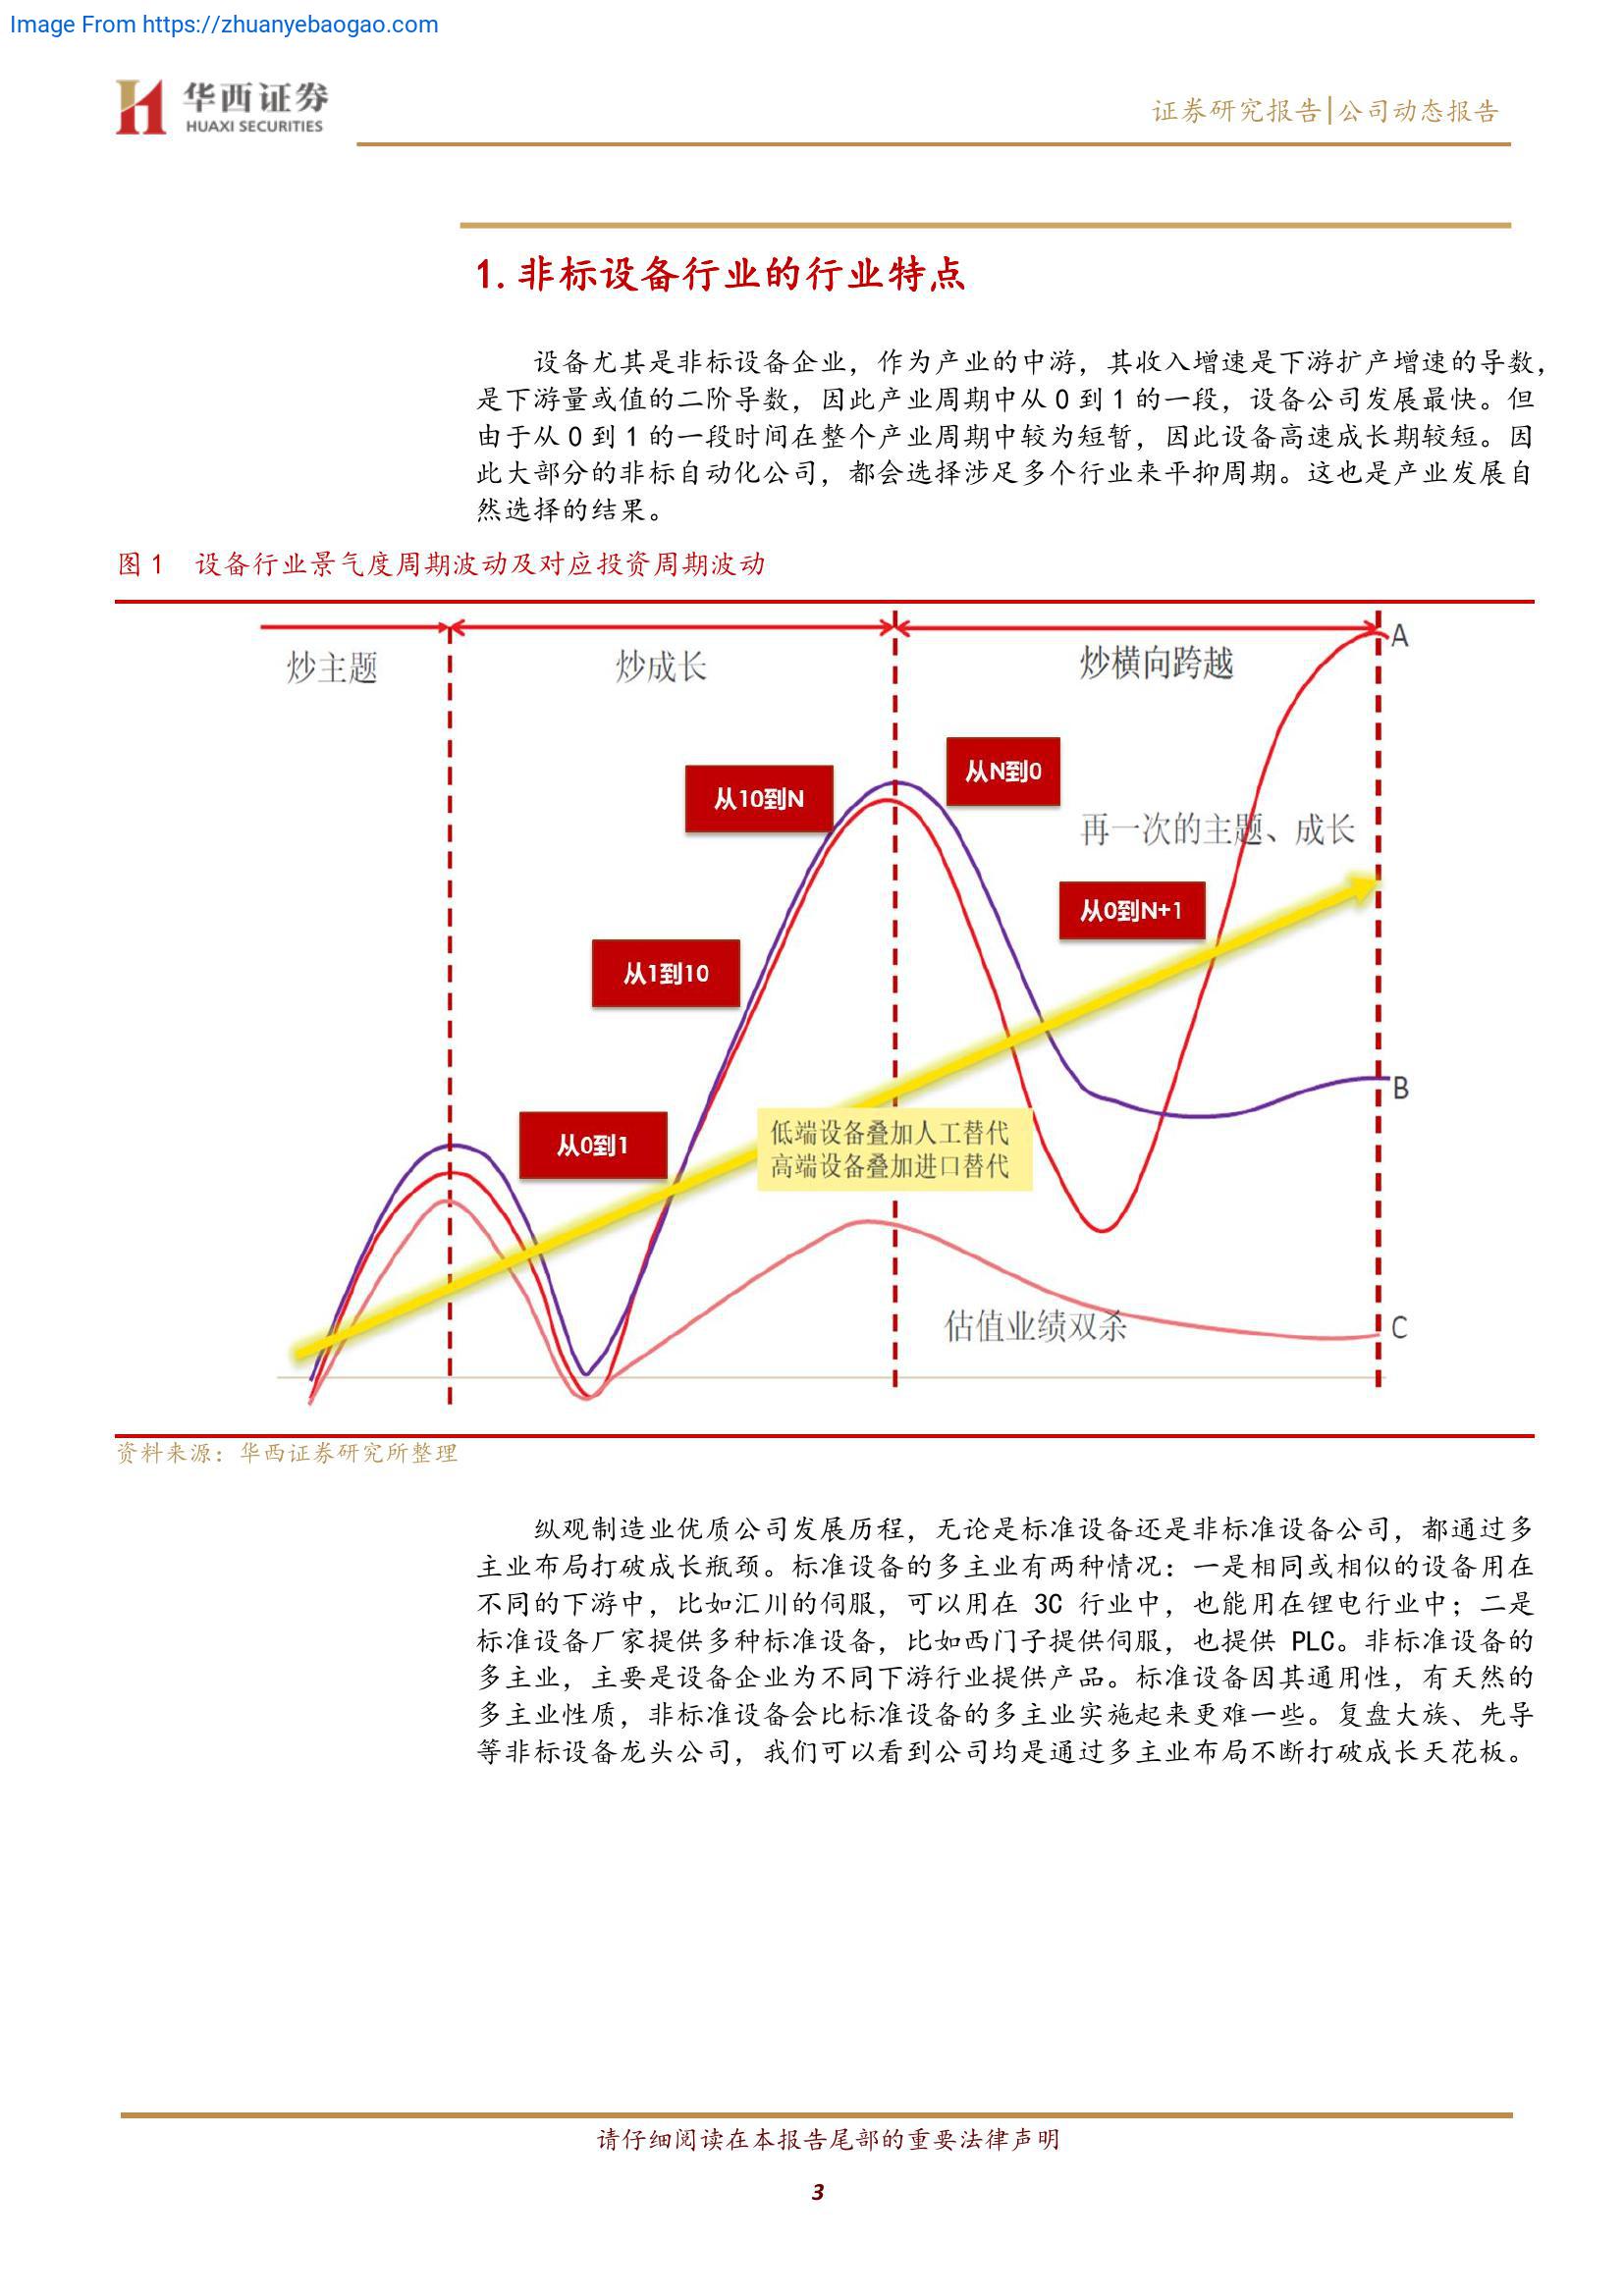 Image From https://zhuanyebaogao.com
华西证券
HUAXI SECURITIES
证券研究报告|公司动态报告
1.非标设备行业的行业特点
设备尤其是非标设备企业，作为产业的中游，其收入增速是下游扩产增速的导数，
是下游量或值的二阶导数，因此产业周期中从 0 到 1 的一段，设备公司发展最快。但
由于从 0 到 1 的一段时间在整个产业周期中较为短暂，因此设备高速成长期较短。因
此大部分的非标自动化公司，都会选择涉足多个行业来平抑周期。这也是产业发展自
然选择的结果。
图 1 设备行业景气度周期波动及对应投资周期波动
炒主题
炒成长
炒横向跨越
A
从N到0
从10到N
再一次的主题、成长
从0到N+1
从1到10
B
从0到1
低端设备叠加人工替代
高端设备叠加进口替代
估值业绩双杀
C
资料来源：华西证券研究所整理
纵观制造业优质公司发展历程，无论是标准设备还是非标准设备公司，都通过多
主业布局打破成长瓶颈。标准设备的多主业有两种情况：一是相同或相似的设备用在
不同的下游中，比如汇川的伺服，可以用在 3C 行业中，也能用在锂电行业中；二是
标准设备厂家提供多种标准设备，比如西门子提供伺服，也提供 PLC。非标准设备的
多主业，主要是设备企业为不同下游行业提供产品。标准设备因其通用性，有天然的
多主业性质，非标准设备会比标准设备的多主业实施起来更难一些。复盘大族、先导
等非标设备龙头公司，我们可以看到公司均是通过多主业布局不断打破成长天花板。
请仔细阅读在本报告尾部的重要法律声明
3